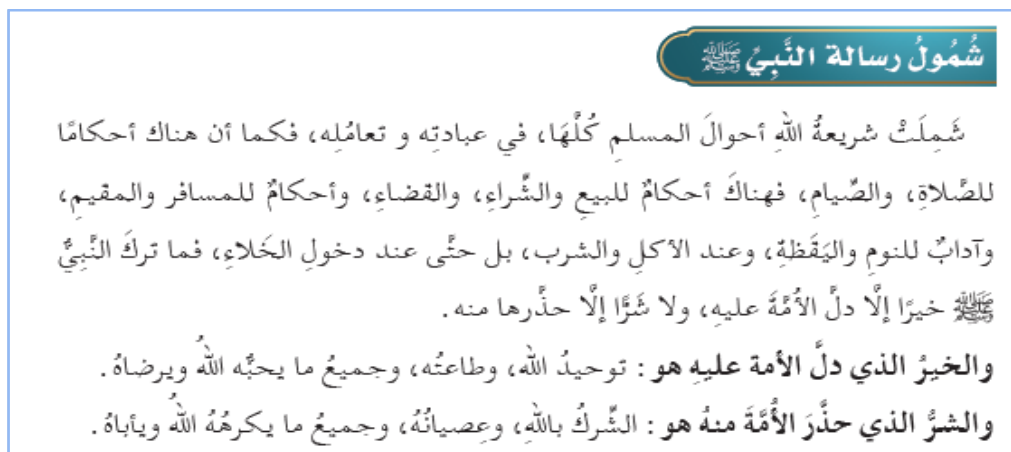 شُمُولُ رسالة النَّبِيِّ ﷺ
شَمِلَتْ شريعةُ اللهِ أحوالَ المسلمِ كُلَّهَا، في عبادتِه و تعامُلِه، فكما أن هناك أحكامًا
للصَّلاةِ، والصِّيامِ، فهناكَ أحكامٌ للبيعِ والشِّراءِ، والقضاءِ، وأحكامٌ للمسافر والمقيمِ،
وآدابٌ للنومِ واليَقَظةِ، وعند الأكلِ والشربِ، بل حتَّى عند دخولِ الخَلاءِ، فما تركَ النَّبِيُّ
ﷺ خيرًا إلَّا دلَّ الأُمَّةَ عليهِ، ولا شَرًّا إلَّا حذَّرها منه.
والخيرُ الذي دلَّ الأمة عليهِ هو : توحيدُ الله، وطاعتُه، وجميعُ ما يحبُّه اللهُ ويرضاهُ.
والشرُّ الذي حذَّرَ الأُمَّةَ منهُ هو : الشِّركُ باللهِ، وعِصيانُهُ، وجميعُ ما يكرهُهُ اللهُ ويأباهُ.